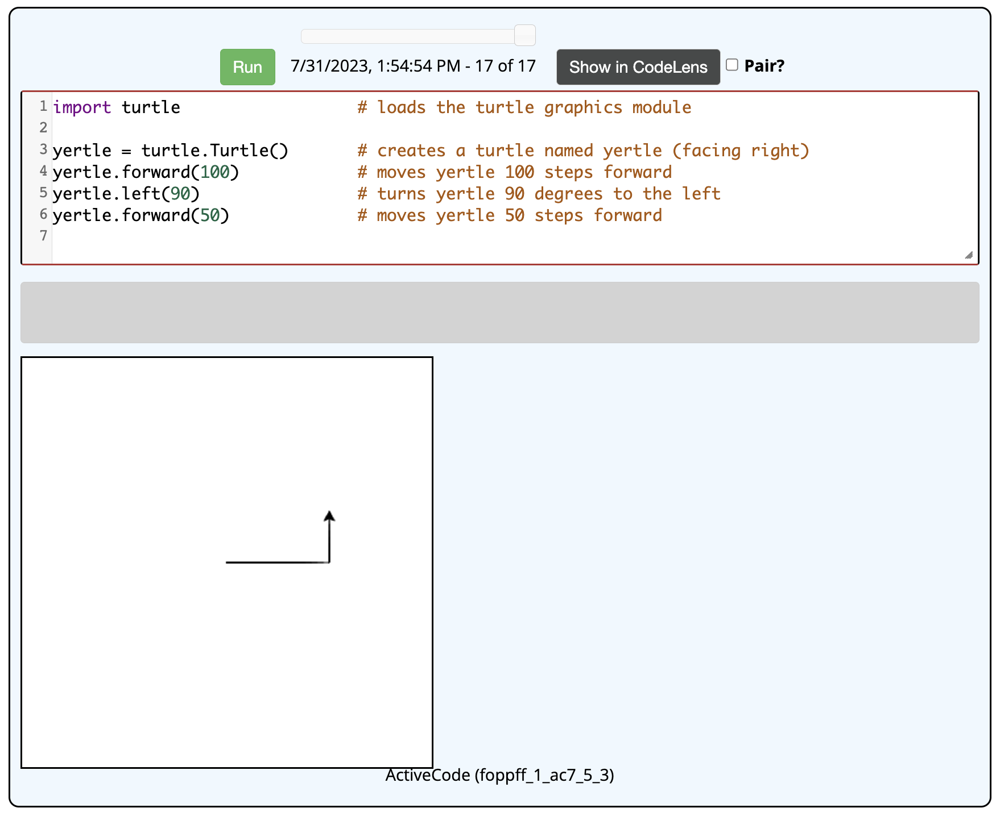 Run 7/31/2023, 1:54:54 PM - 17 of 17 Show in CodeLens Pair?
1 import turtle # loads the turtle graphics module
2
3 yertle = turtle.Turtle() # creates a turtle named yertle (facing right)
4 yertle.forward(100) # moves yertle 100 steps forward
5 yertle.left(90) # turns yertle 90 degrees to the left
6 yertle.forward(50) # moves yertle 50 steps forward
7
ActiveCode (foppff_1_ac7_5_3)